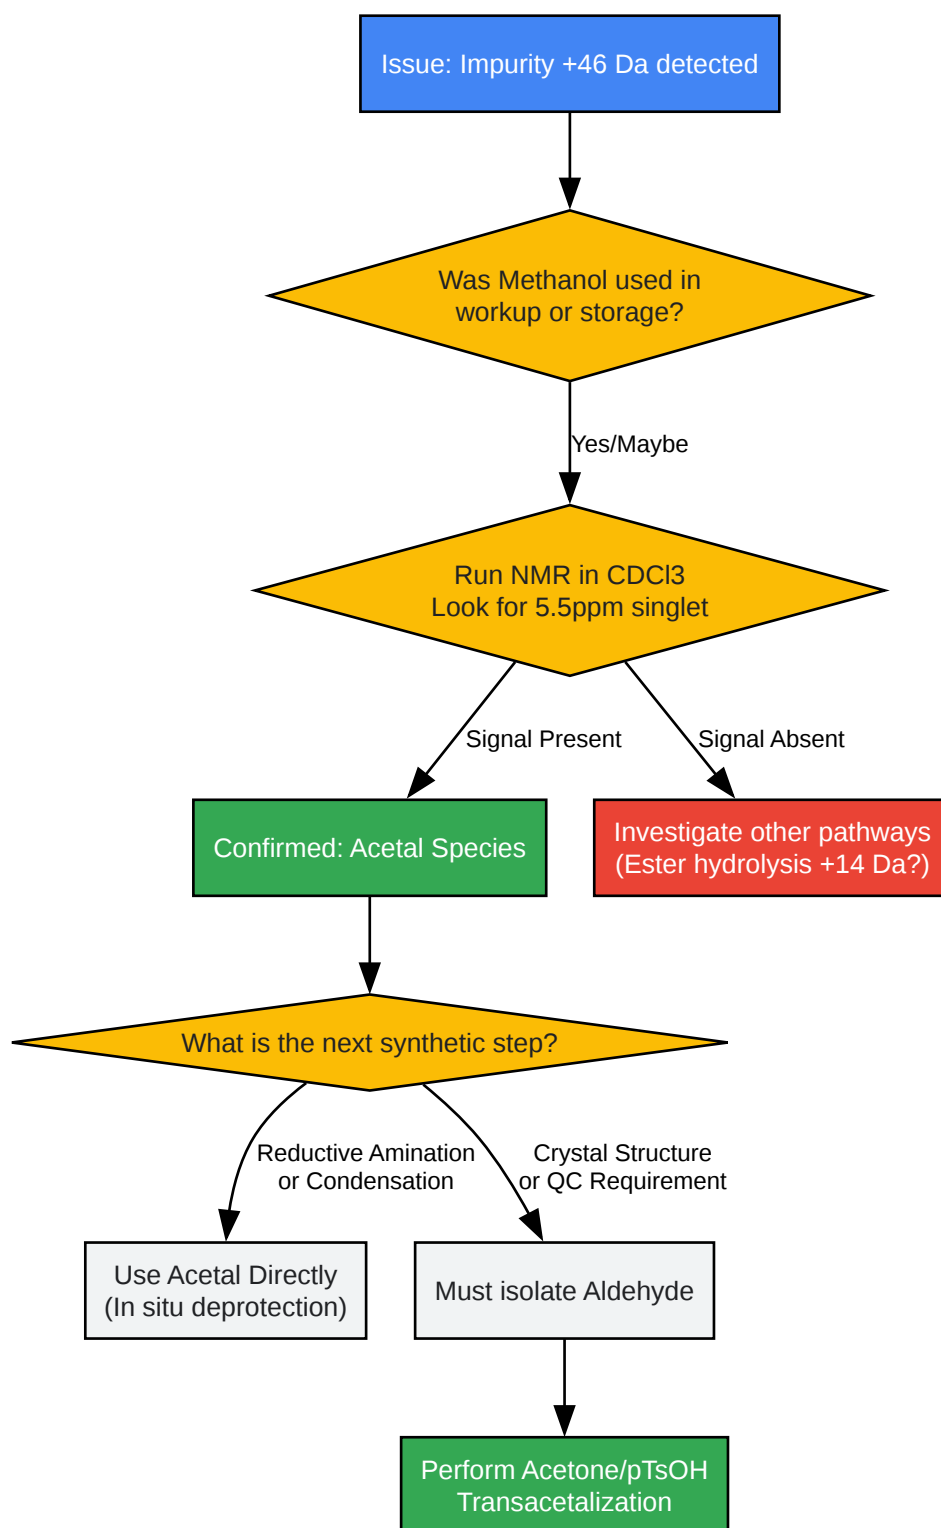 Issue: Impurity +46 Da detected
Was Methanol used in
workup or storage?
Yes/Maybe
Run NMR in CDCl3
Look for 5.5ppm singlet
Signal Present
Signal Absent
Confirmed: Acetal Species
Investigate other pathways
(Ester hydrolysis +14 Da?)
What is the next synthetic step?
Reductive Amination
or Condensation
Crystal Structure
or QC Requirement
Use Acetal Directly
(In situ deprotection)
Must isolate Aldehyde
Perform Acetone/pTsOH
Transacetalization